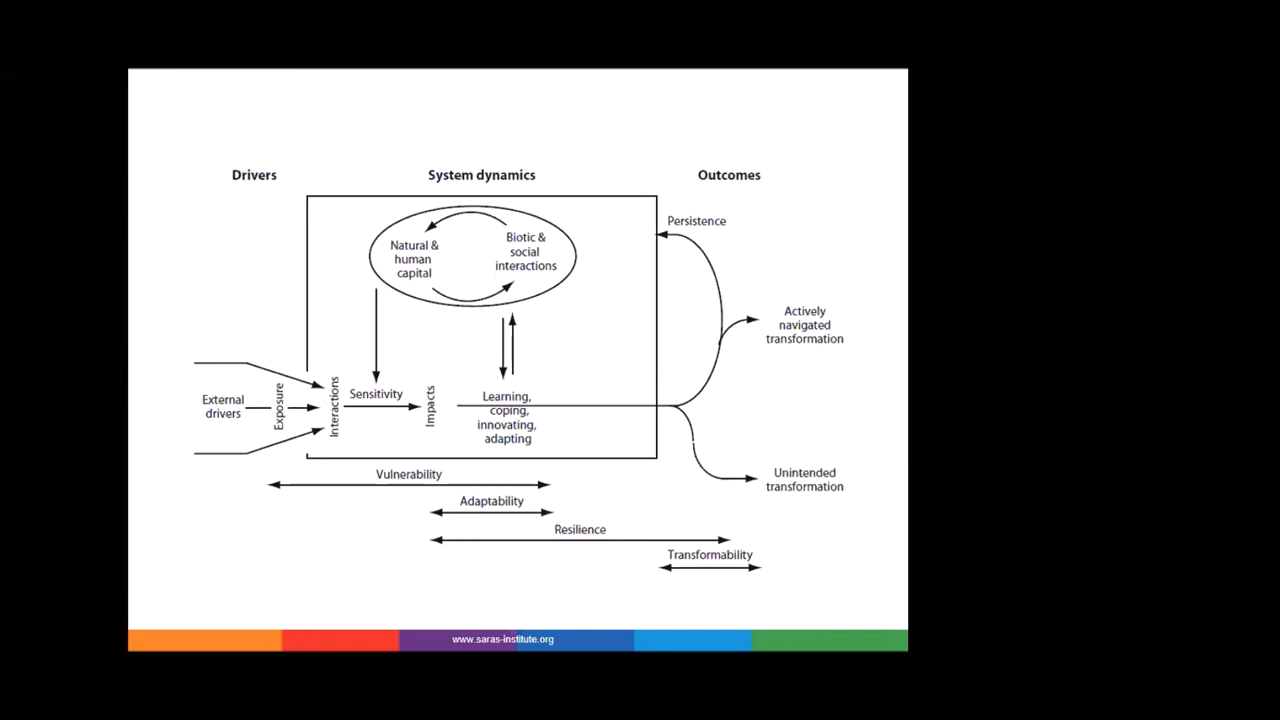 Drivers
System dynamics
Outcomes
Persistence
Natural &
human
capital
Biotic &
social
interactions
Actively
navigated
transformation
External
drivers
Exposure
Interactions
Sensitivity
Impacts
Learning,
coping,
innovating,
adapting
Unintended
transformation
Vulnerability
Adaptability
Resilience
Transformability
www.saras-institute.org